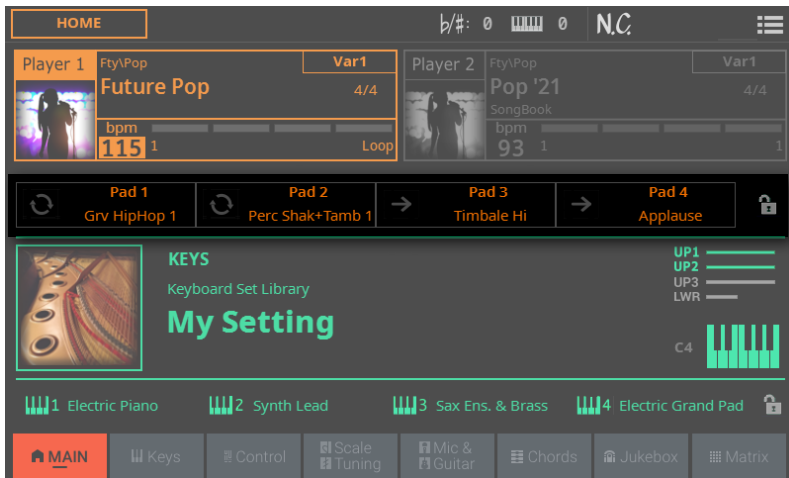 HOME
♭/#: 0 0 N.C.
Player 1 Fty\Pop Var1
Future Pop 4/4
bpm
115 1 Loop
Player 2 Fty\Pop Var1
Pop '21 4/4
SongBook
bpm
93 1 1
Pad 1 Pad 2 Pad 3 Pad 4
Grv HipHop 1 Perc Shak+Tamb 1 Timbale Hi Applause
KEYS
Keyboard Set Library
My Setting
UP1
UP2
UP3
LWR
C4
1 Electric Piano 2 Synth Lead 3 Sax Ens. & Brass 4 Electric Grand Pad
MAIN Keys Control Scale Tuning Mic & Guitar Chords Jukebox Matrix